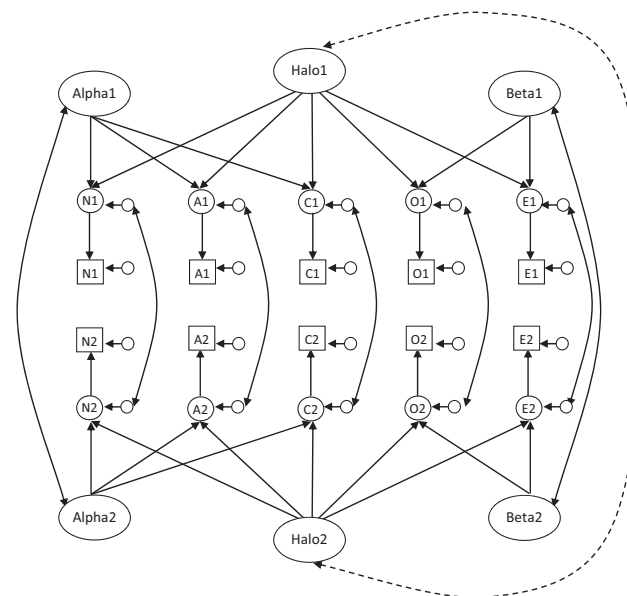 Halo1
Alpha1 Beta1
N1 A1 C1 O1 E1
N1 A1 C1 O1 E1
N2 A2 C2 O2 E2
N2 A2 C2 O2 E2
Alpha2 Beta2
Halo2